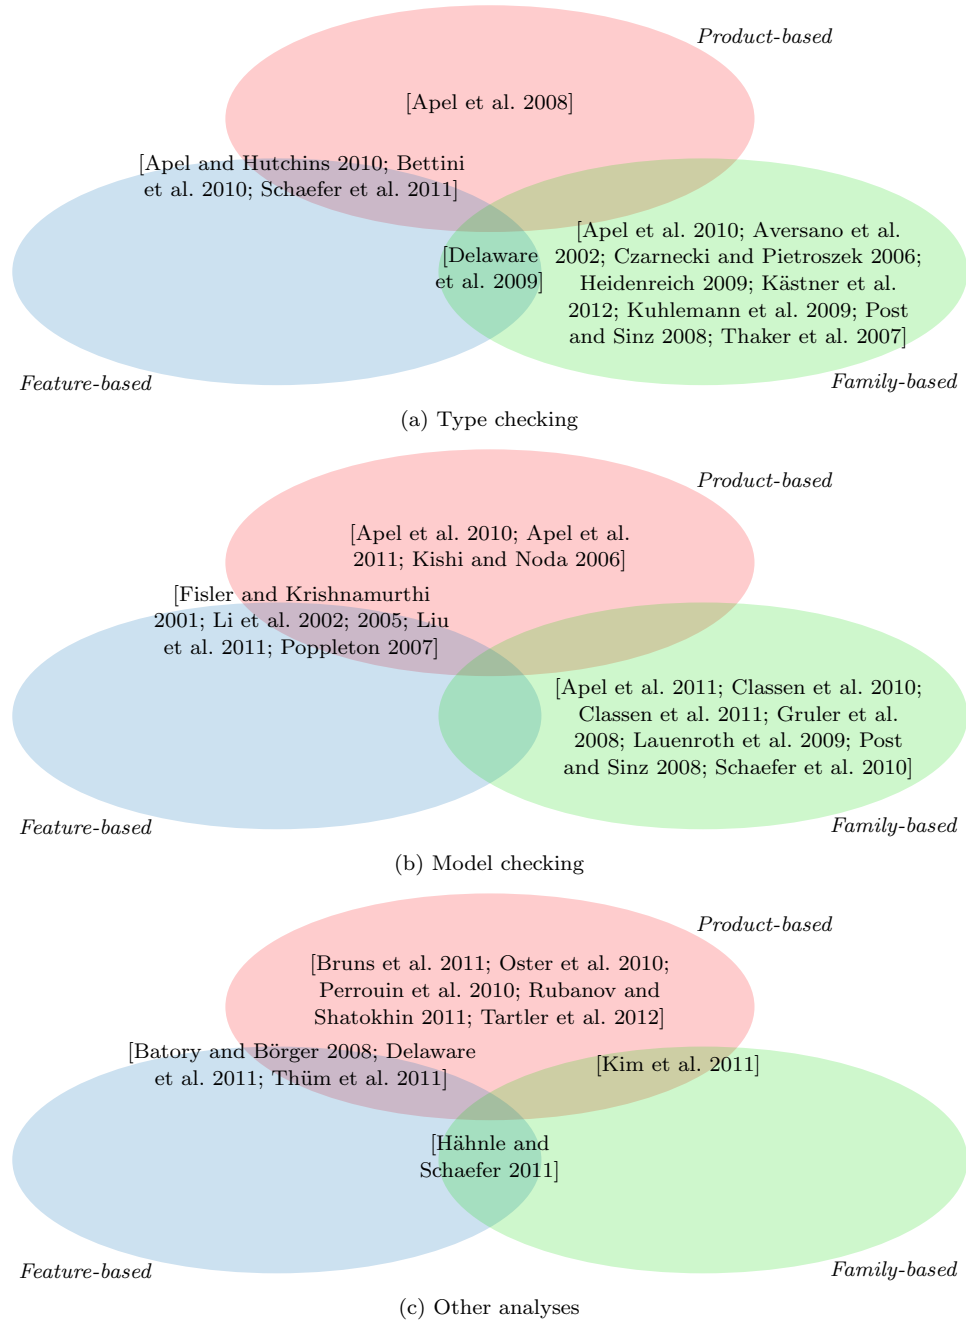 Product-based
[Apel et al. 2008]
[Apel and Hutchins 2010; Bettini
et al. 2010; Schaefer et al. 2011]
[Delaware
et al. 2009]
[Apel et al. 2010; Aversano et al.
2002; Czarnecki and Pietroszek 2006;
Heidenreich 2009; Kästner et al.
2012; Kuhlemann et al. 2009; Post
and Sinz 2008; Thaker et al. 2007]
Feature-based
Family-based
(a) Type checking
Product-based
[Apel et al. 2010; Apel et al.
2011; Kishi and Noda 2006]
[Fisler and Krishnamurthi
2001; Li et al. 2002; 2005; Liu
et al. 2011; Poppleton 2007]
[Apel et al. 2011; Classen et al. 2010;
Classen et al. 2011; Gruler et al.
2008; Lauenroth et al. 2009; Post
and Sinz 2008; Schaefer et al. 2010]
Feature-based
Family-based
(b) Model checking
Product-based
[Bruns et al. 2011; Oster et al. 2010;
Perrouin et al. 2010; Rubanov and
Shatokhin 2011; Tartler et al. 2012]
[Batory and Börger 2008; Delaware
et al. 2011; Thüm et al. 2011]
[Kim et al. 2011]
[Hähnle and
Schaefer 2011]
Feature-based
Family-based
(c) Other analyses